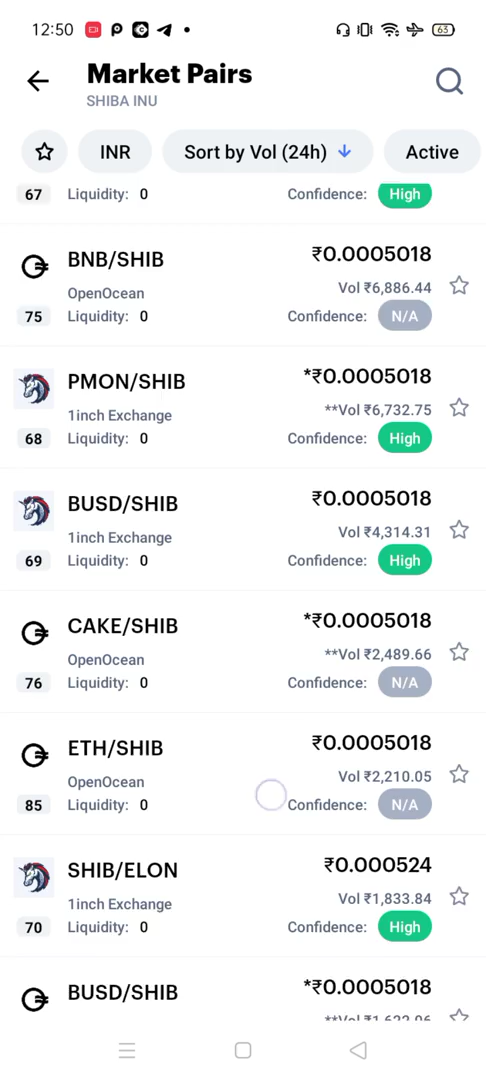 12:50
63
Market Pairs
SHIBA INU
INR
Sort by Vol (24h)
Active
67 Liquidity: 0 Confidence: High
BNB/SHIB ₹0.0005018
OpenOcean Vol ₹6,886.44
75 Liquidity: 0 Confidence: N/A
PMON/SHIB *₹0.0005018
1inch Exchange **Vol ₹6,732.75
68 Liquidity: 0 Confidence: High
BUSD/SHIB ₹0.0005018
1inch Exchange Vol ₹4,314.31
69 Liquidity: 0 Confidence: High
CAKE/SHIB *₹0.0005018
OpenOcean **Vol ₹2,489.66
76 Liquidity: 0 Confidence: N/A
ETH/SHIB ₹0.0005018
OpenOcean Vol ₹2,210.05
85 Liquidity: 0 Confidence: N/A
SHIB/ELON ₹0.000524
1inch Exchange Vol ₹1,833.84
70 Liquidity: 0 Confidence: High
BUSD/SHIB *₹0.0005018
**Vol